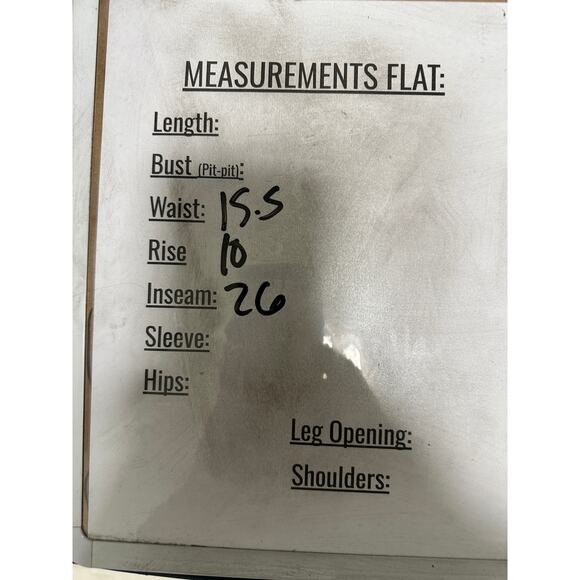 MEASUREMENTS FLAT:
Length:
Bust (Pit-pit):
Waist: 15.5
Rise 10
Inseam: 26
Sleeve:
Hips:
Leg Opening:
Shoulders: